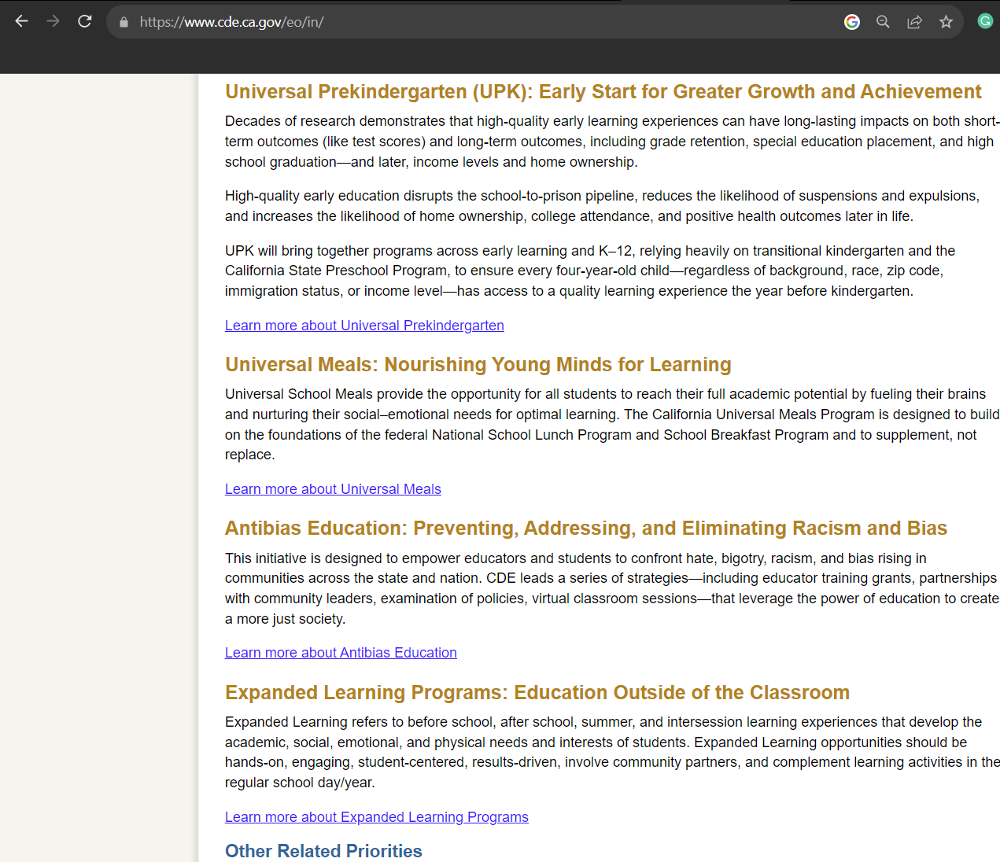 https://www.cde.ca.gov/eo/in/
Universal Prekindergarten (UPK): Early Start for Greater Growth and Achievement
Decades of research demonstrates that high-quality early learning experiences can have long-lasting impacts on both short-
term outcomes (like test scores) and long-term outcomes, including grade retention, special education placement, and high
school graduation—and later, income levels and home ownership.
High-quality early education disrupts the school-to-prison pipeline, reduces the likelihood of suspensions and expulsions,
and increases the likelihood of home ownership, college attendance, and positive health outcomes later in life.
UPK will bring together programs across early learning and K–12, relying heavily on transitional kindergarten and the
California State Preschool Program, to ensure every four-year-old child—regardless of background, race, zip code,
immigration status, or income level—has access to a quality learning experience the year before kindergarten.
Learn more about Universal Prekindergarten
Universal Meals: Nourishing Young Minds for Learning
Universal School Meals provide the opportunity for all students to reach their full academic potential by fueling their brains
and nurturing their social–emotional needs for optimal learning. The California Universal Meals Program is designed to build
on the foundations of the federal National School Lunch Program and School Breakfast Program and to supplement, not
replace.
Learn more about Universal Meals
Antibias Education: Preventing, Addressing, and Eliminating Racism and Bias
This initiative is designed to empower educators and students to confront hate, bigotry, racism, and bias rising in
communities across the state and nation. CDE leads a series of strategies—including educator training grants, partnerships
with community leaders, examination of policies, virtual classroom sessions—that leverage the power of education to create
a more just society.
Learn more about Antibias Education
Expanded Learning Programs: Education Outside of the Classroom
Expanded Learning refers to before school, after school, summer, and intersession learning experiences that develop the
academic, social, emotional, and physical needs and interests of students. Expanded Learning opportunities should be
hands-on, engaging, student-centered, results-driven, involve community partners, and complement learning activities in the
regular school day/year.
Learn more about Expanded Learning Programs
Other Related Priorities